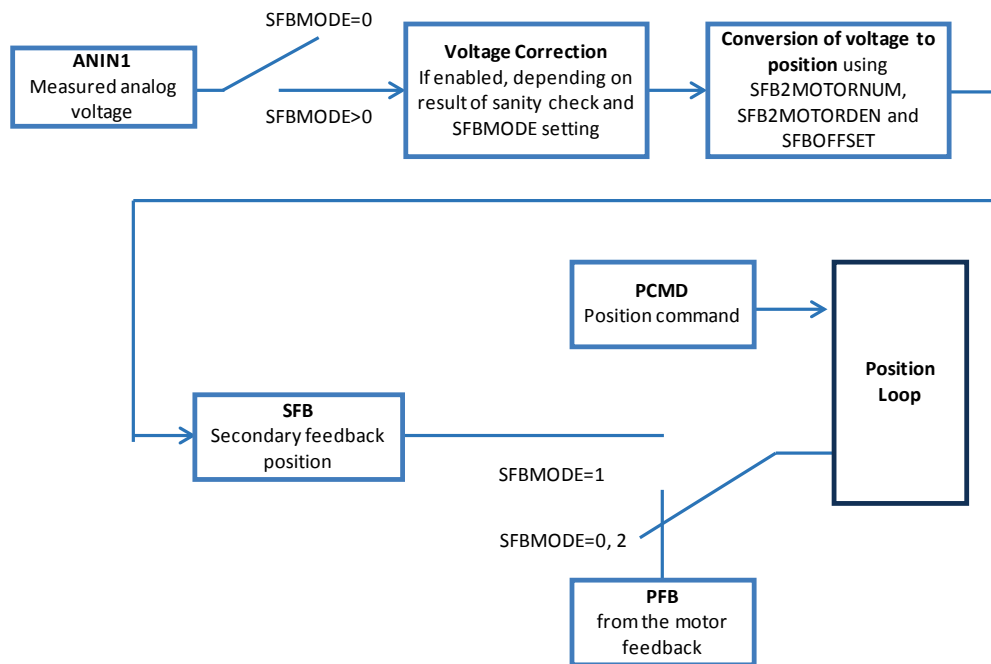 SFBMODE=0
ANIN1
Measured analog
voltage
SFBMODE>0
Voltage Correction
If enabled, depending on
result of sanity check and
SFBMODE setting
Conversion of voltage to
position using
SFB2MOTORNUM,
SFB2MOTORDEN and
SFBOFFSET
PCMD
Position command
Position
Loop
SFB
Secondary feedback
position
SFBMODE=1
SFBMODE=0, 2
PFB
from the motor
feedback